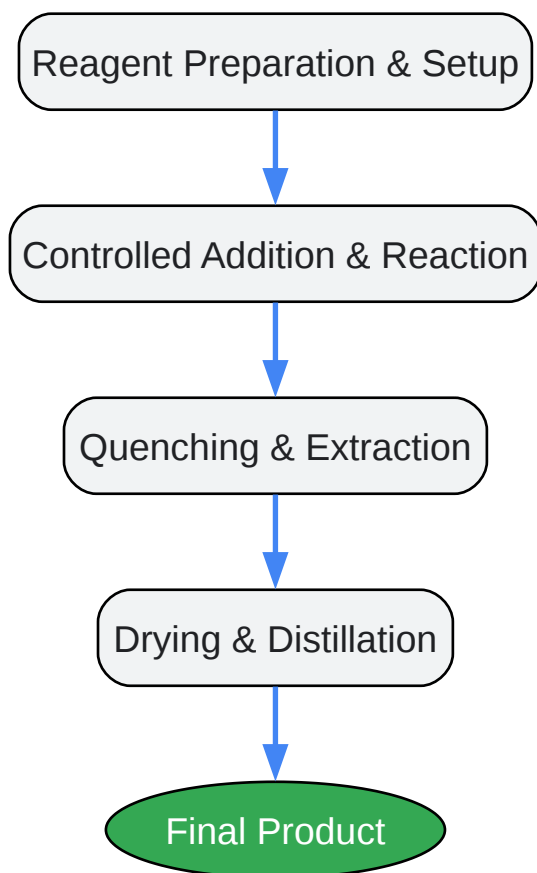 Reagent Preparation & Setup
Controlled Addition & Reaction
Quenching & Extraction
Drying & Distillation
Final Product